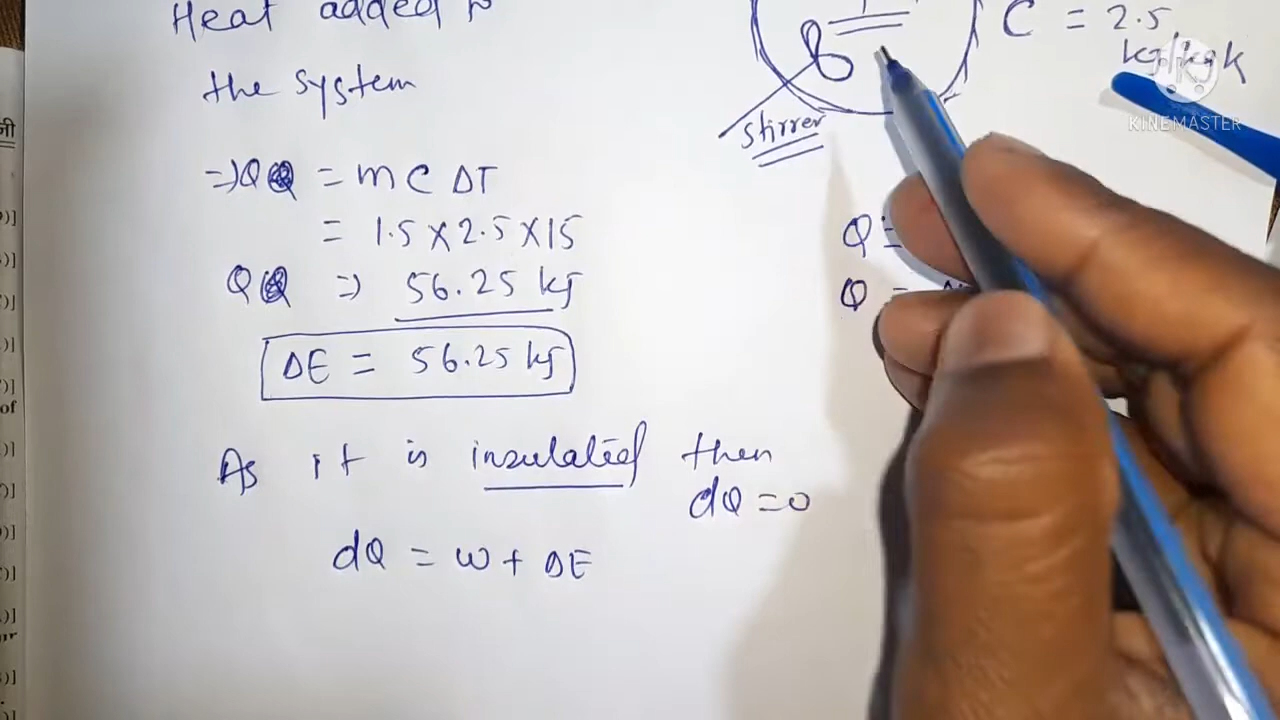 Heat added
the system
C = 2.5
kJ/kgK
KINEMASTER
stirrer
=) Q = m C ΔT
= 1.5 × 2.5 × 15
Q => 56.25 kJ
ΔE = 56.25 kJ
Q =
Q =
As it is insulated then
dQ = 0
dQ = W + ΔE
जी
of